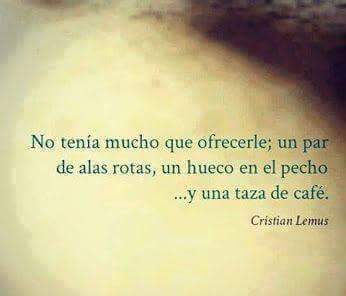 No tenía mucho que ofrecerle; un par
de alas rotas, un hueco en el pecho
...y una taza de café.
Cristian Lemus